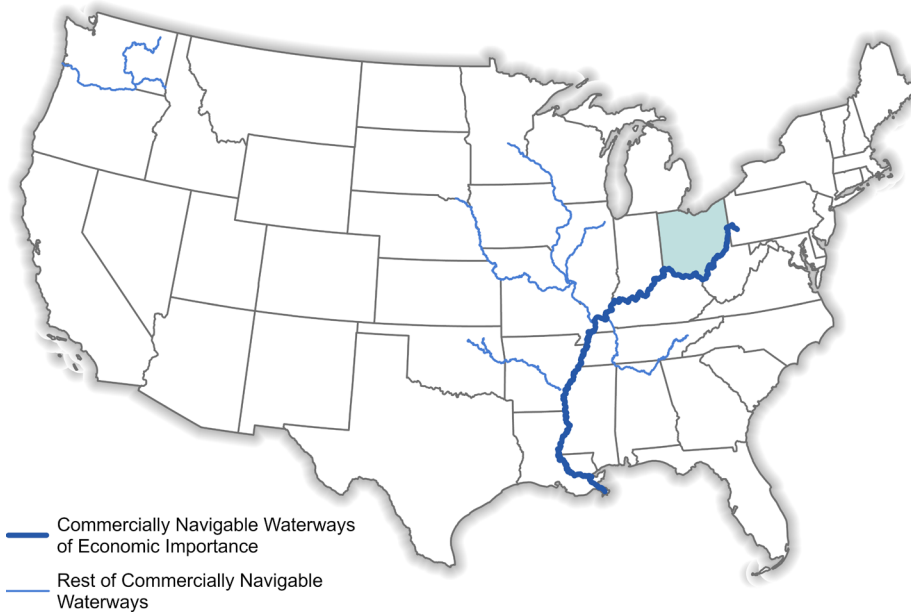 Commercially Navigable Waterways
of Economic Importance
Rest of Commercially Navigable
Waterways